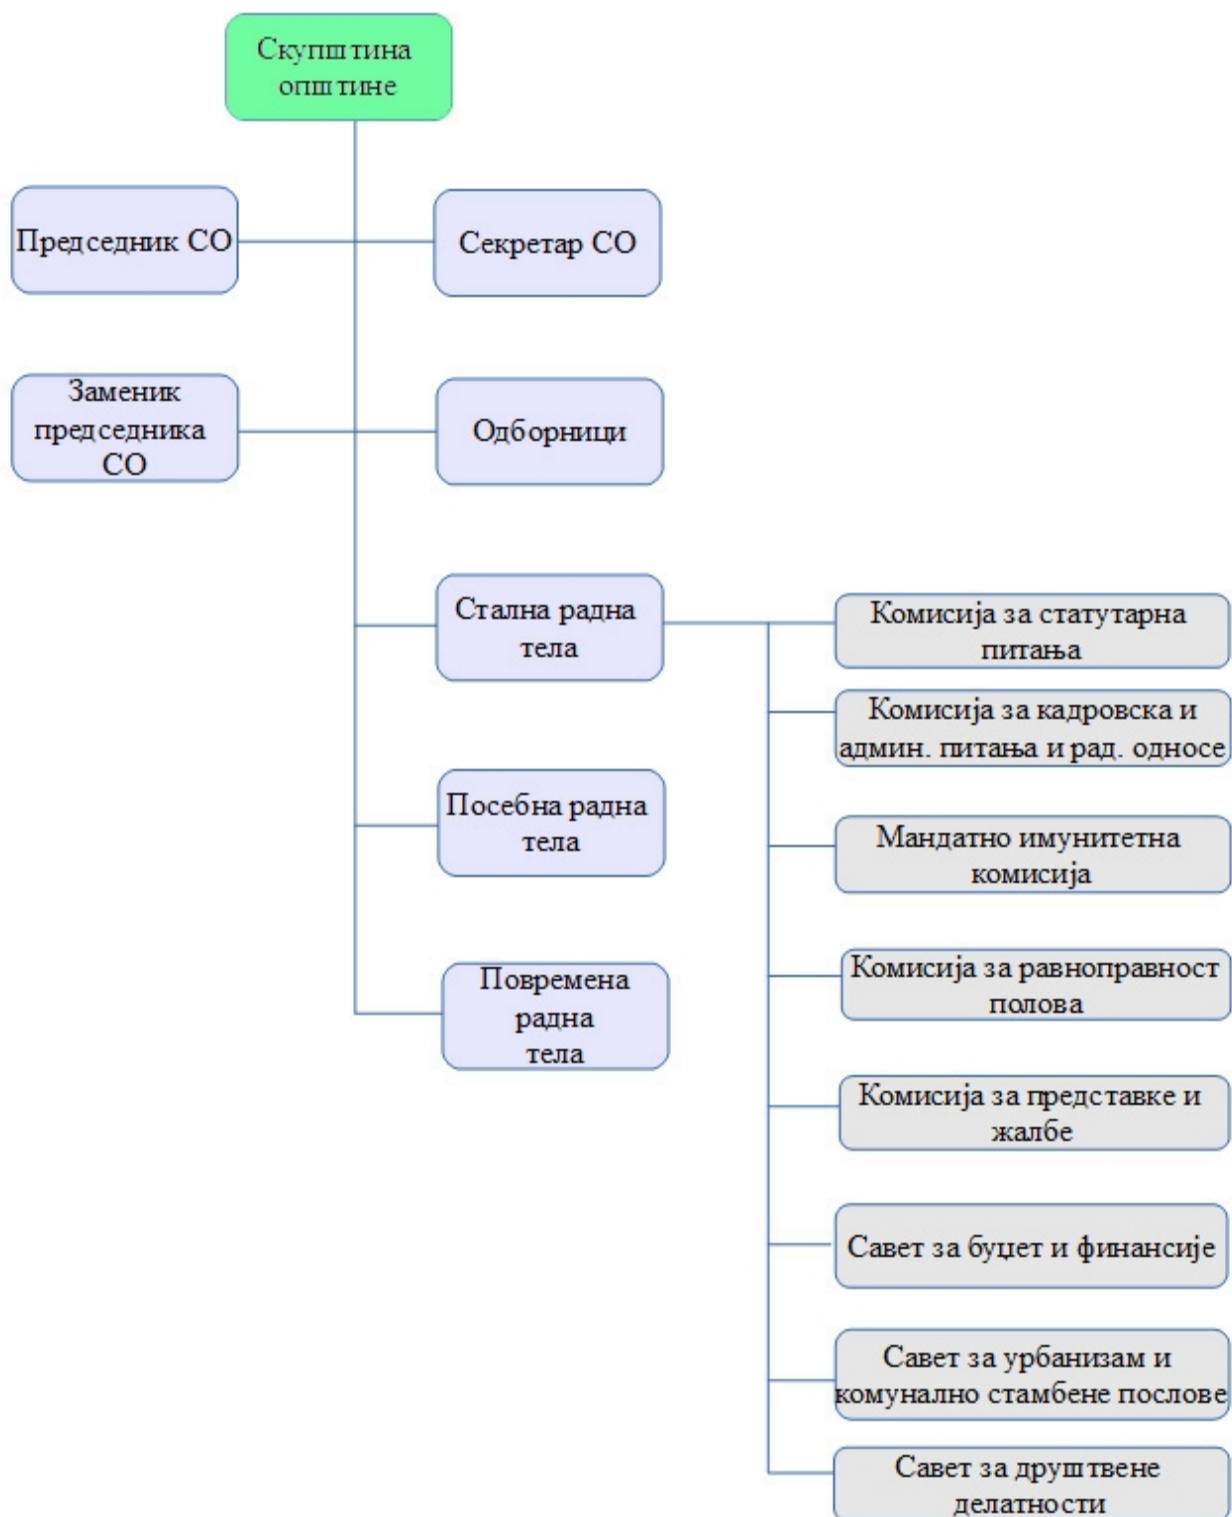 Скупштина
општине
Председник СО
Секретар СО
Заменик
председника
СО
Одборници
Стална радна
тела
Посебна радна
тела
Повремена
радна
тела
Комисија за статутарна
питања
Комисија за кадровска и
админ. питања и рад. односе
Мандатно имунитетна
комисија
Комисија за равноправност
полова
Комисија за представке и
жалбе
Савет за буџет и финансије
Савет за урбанизам и
комунално стамбене послове
Савет за друштвене
делатности